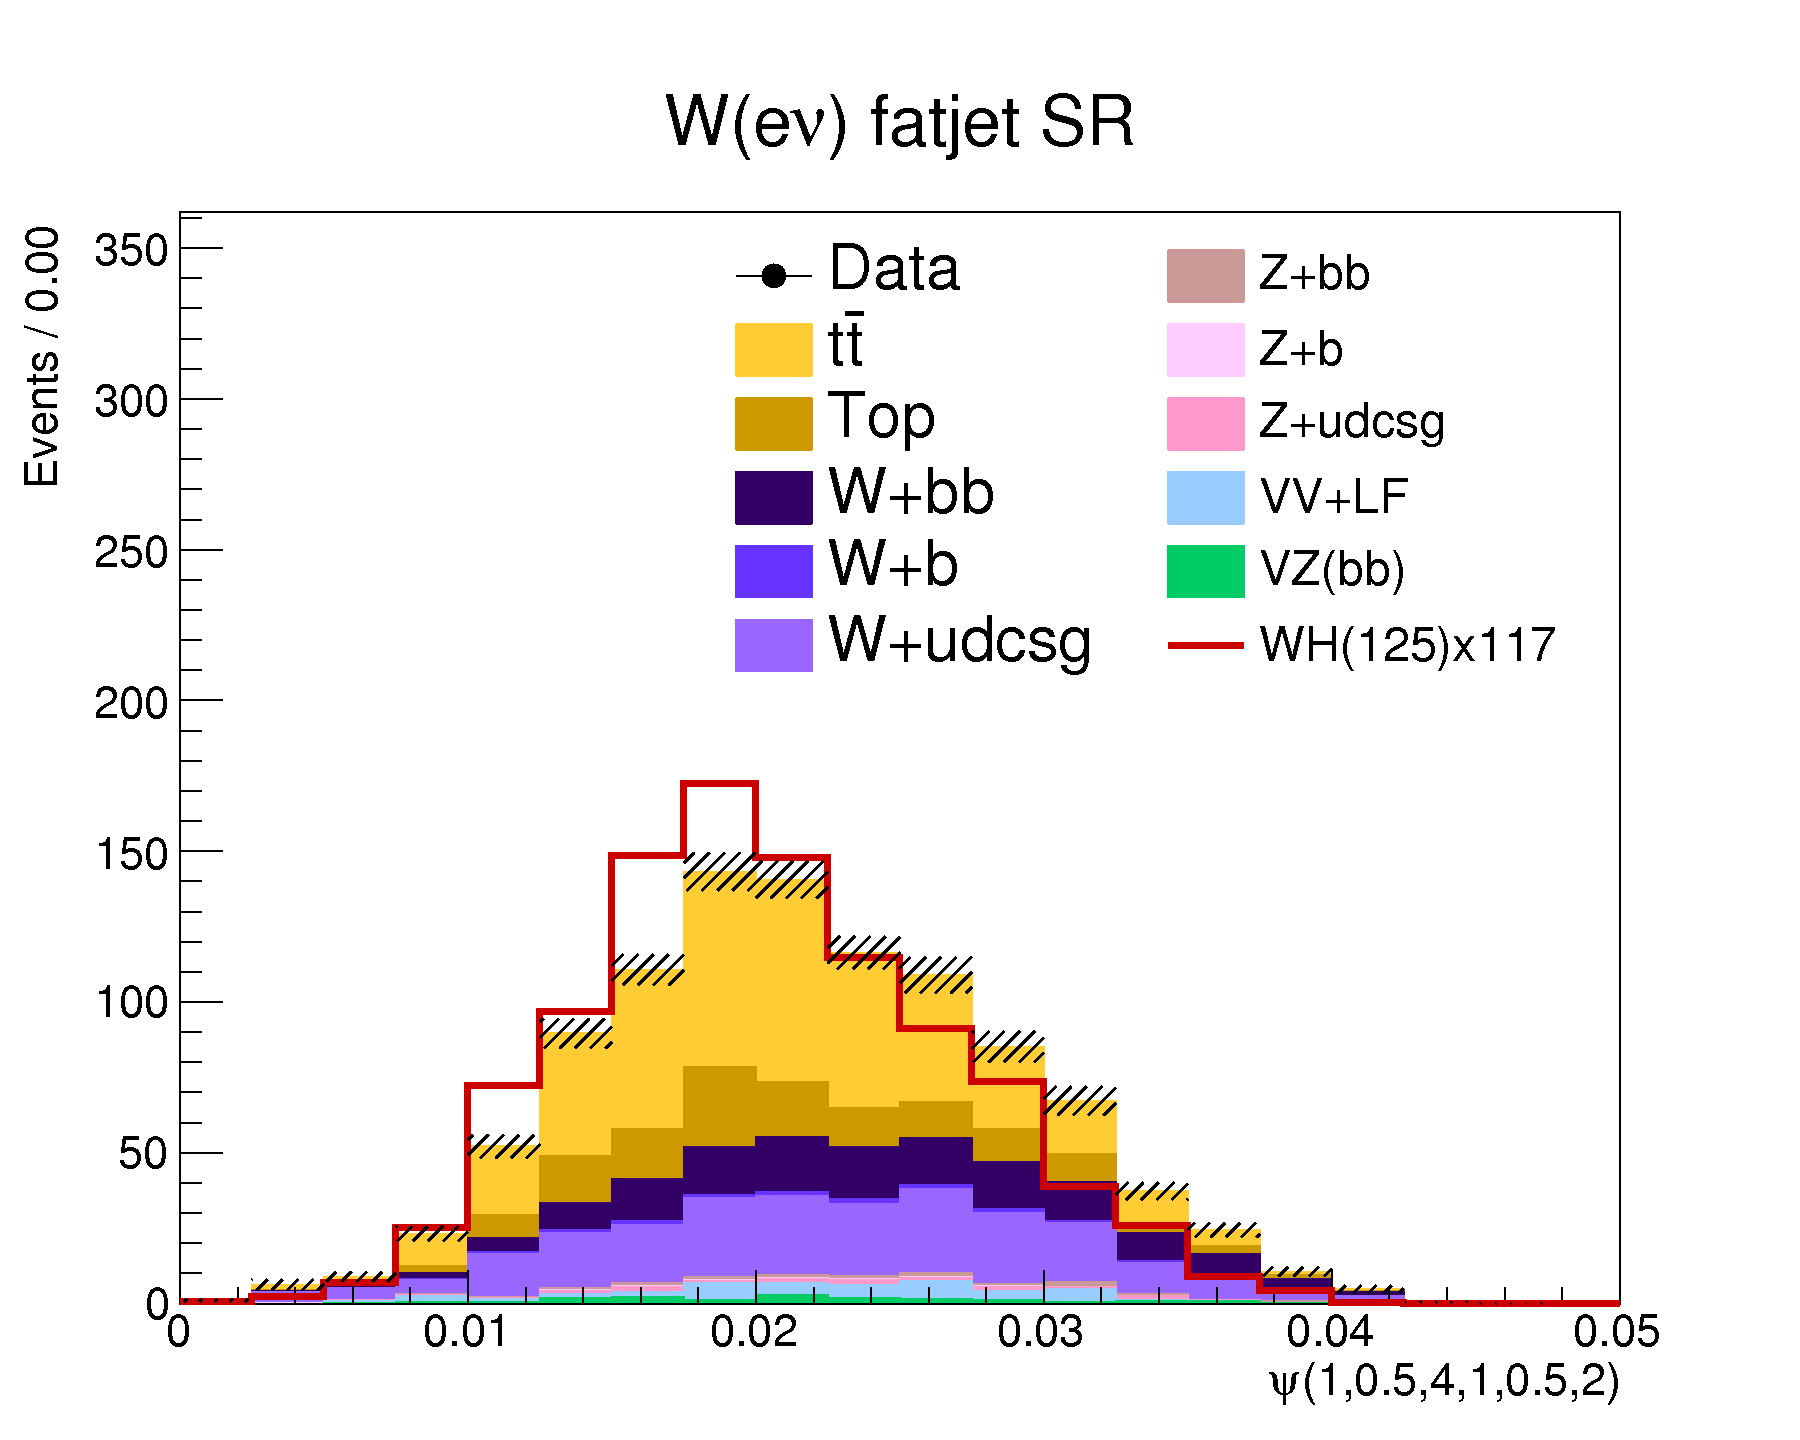 W(eν) fatjet SR
Events / 0.00
350
300
250
200
150
100
50
0
Data
tt̄
Top
W+bb
W+b
W+udcsg
Z+bb
Z+b
Z+udcsg
VV+LF
VZ(bb)
WH(125)x117
0 0.01 0.02 0.03 0.04 0.05
ψ(1,0.5,4,1,0.5,2)